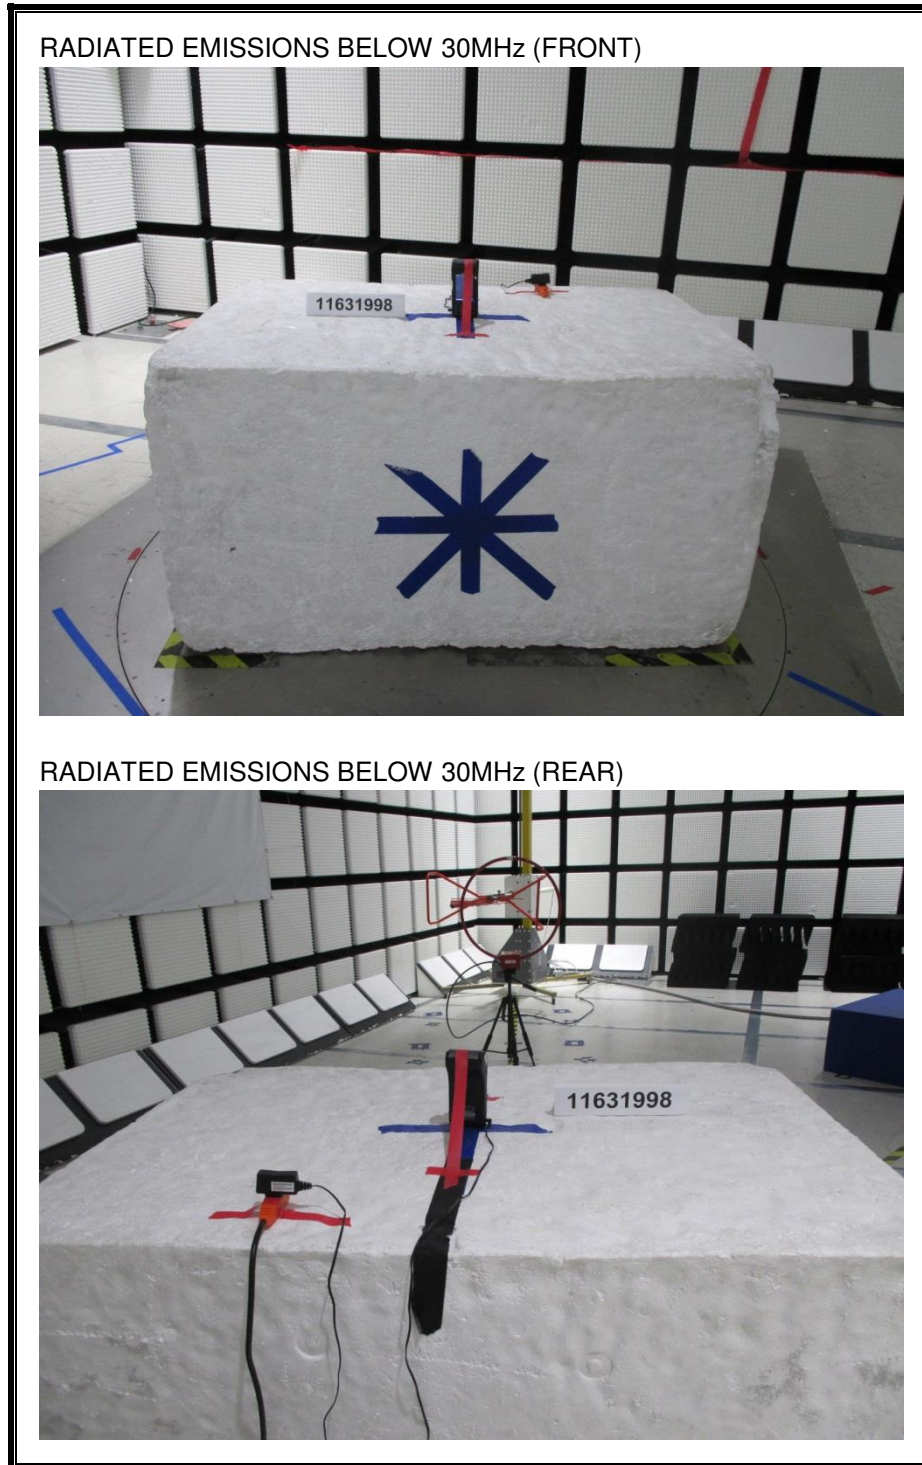 RADIATED EMISSIONS BELOW 30MHz (FRONT)
11631998
RADIATED EMISSIONS BELOW 30MHz (REAR)
11631998